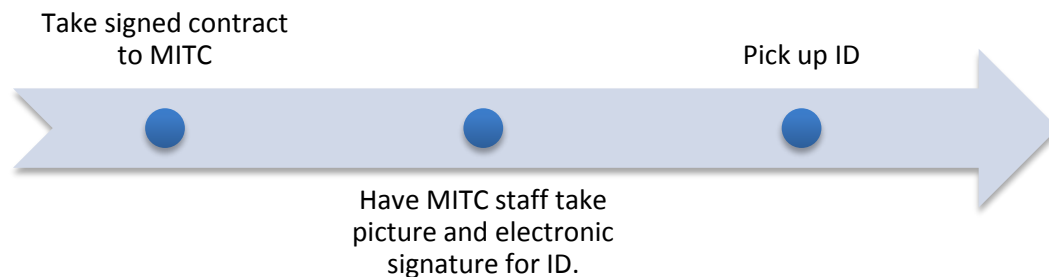 Take signed contract
to MITC
Have MITC staff take
picture and electronic
signature for ID.
Pick up ID